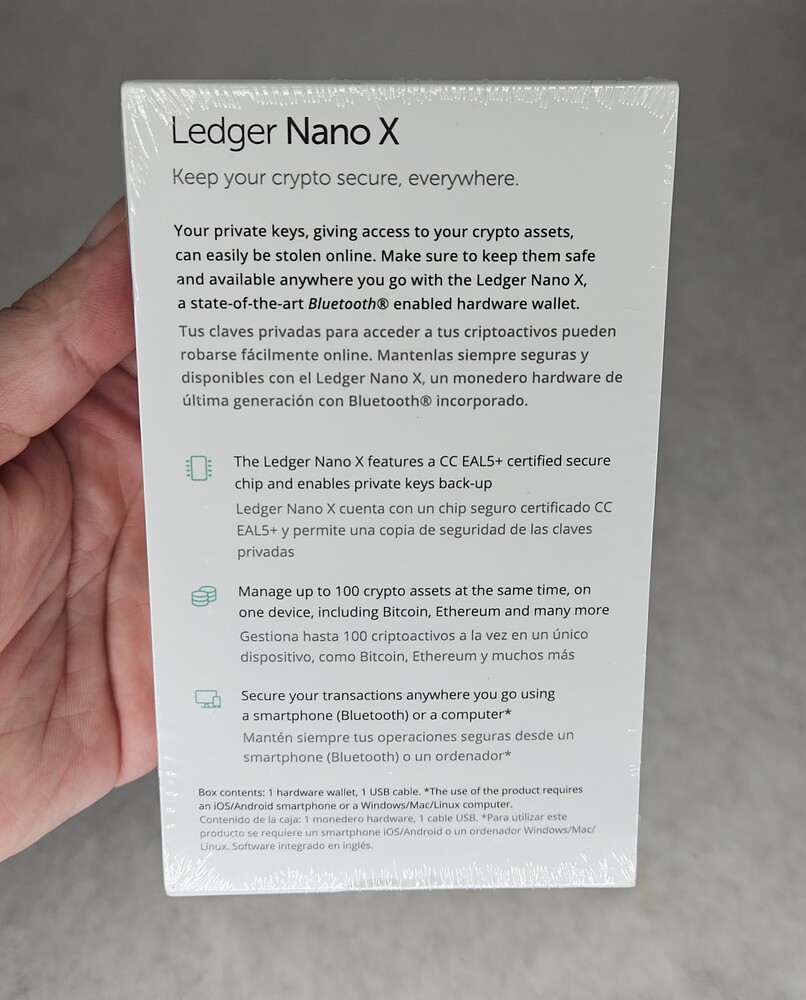 Ledger Nano X
Keep your crypto secure, everywhere.
Your private keys, giving access to your crypto assets,
can easily be stolen online. Make sure to keep them safe
and available anywhere you go with the Ledger Nano X,
a state-of-the-art Bluetooth® enabled hardware wallet.
Tus claves privadas para acceder a tus criptoactivos pueden
robarse fácilmente online. Mantenlas siempre seguras y
disponibles con el Ledger Nano X, un monedero hardware de
última generación con Bluetooth® incorporado.
The Ledger Nano X features a CC EAL5+ certified secure
chip and enables private keys back-up
Ledger Nano X cuenta con un chip seguro certificado CC
EAL5+ y permite una copia de seguridad de las claves
privadas
Manage up to 100 crypto assets at the same time, on
one device, including Bitcoin, Ethereum and many more
Gestiona hasta 100 criptoactivos a la vez en un único
dispositivo, como Bitcoin, Ethereum y muchos más
Secure your transactions anywhere you go using
a smartphone (Bluetooth) or a computer*
Mantén siempre tus operaciones seguras desde un
smartphone (Bluetooth) o un ordenador*
Box contents: 1 hardware wallet, 1 USB cable. *The use of the product requires
an iOS/Android smartphone or a Windows/Mac/Linux computer.
Contenido de la caja: 1 monedero hardware, 1 cable USB. *Para utilizar este
producto se requiere un smartphone iOS/Android o un ordenador Windows/Mac/
Linux. Software integrado en inglés.